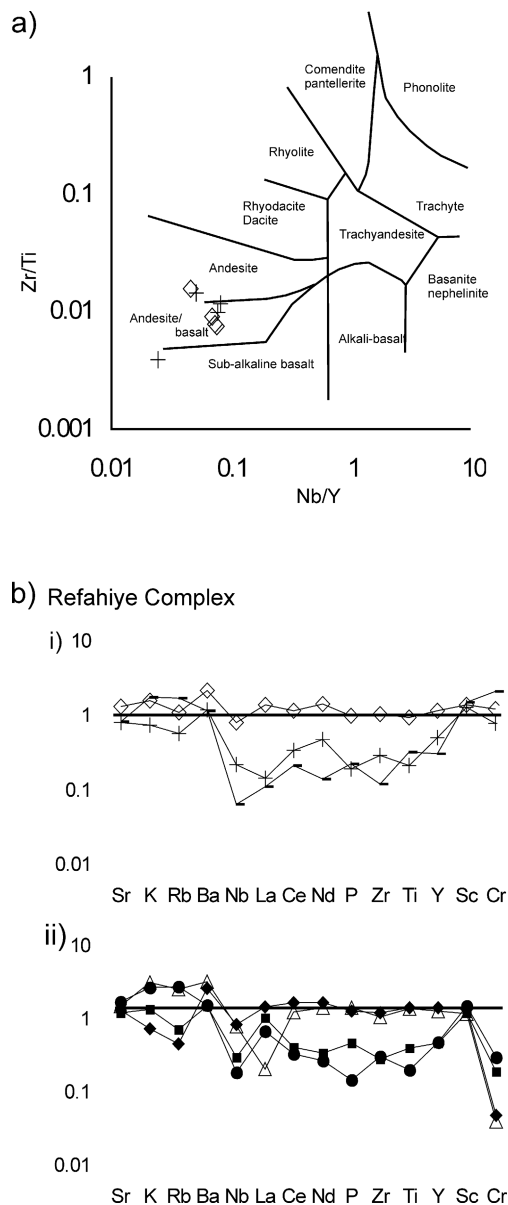 a)
1
Comendite
pantellerite
Phonolite
Rhyolite
0.1
Rhyodacite
Dacite
Trachyte
Trachyandesite
Zr/Ti
Andesite
Basanite
nephelinite
0.01
Andesite/
basalt
Alkali-basalt
Sub-alkaline basalt
0.001
0.01 0.1 1 10
Nb/Y
b) Refahiye Complex
i) 10
1
0.1
0.01
Sr K Rb Ba Nb La Ce Nd P Zr Ti Y Sc Cr
ii) 10
1
0.1
0.01
Sr K Rb Ba Nb La Ce Nd P Zr Ti Y Sc Cr